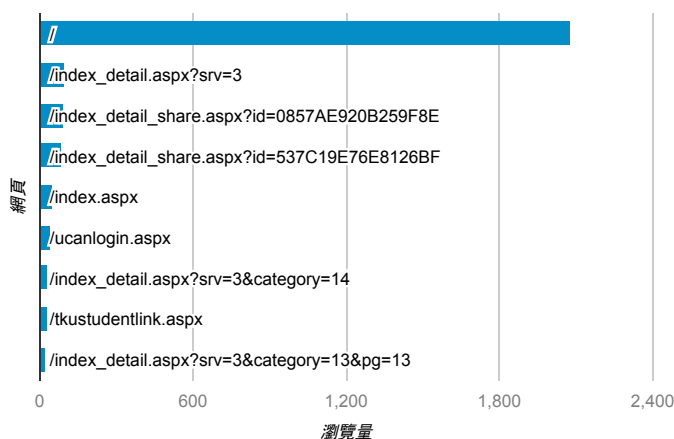 /
/index_detail.aspx?srv=3
/index_detail_share.aspx?id=0857AE920B259F8E
/index_detail_share.aspx?id=537C19E76E8126BF
/index.aspx
/ucanlogin.aspx
/index_detail.aspx?srv=3&category=14
/tkustudentlink.aspx
/index_detail.aspx?srv=3&category=13&pg=13
網頁
0 600 1,200 1,800 2,400
瀏覽量